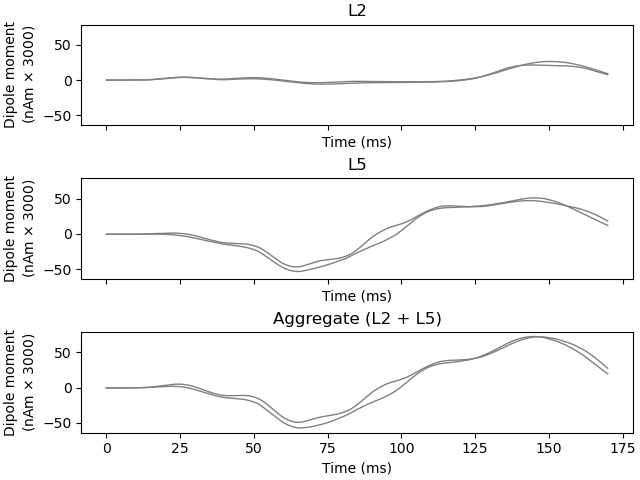 L2
Dipole moment
(nAm × 3000)
50
0
−50
Time (ms)
L5
Dipole moment
(nAm × 3000)
50
0
−50
Time (ms)
Aggregate (L2 + L5)
Dipole moment
(nAm × 3000)
50
0
−50
0 25 50 75 100 125 150 175
Time (ms)